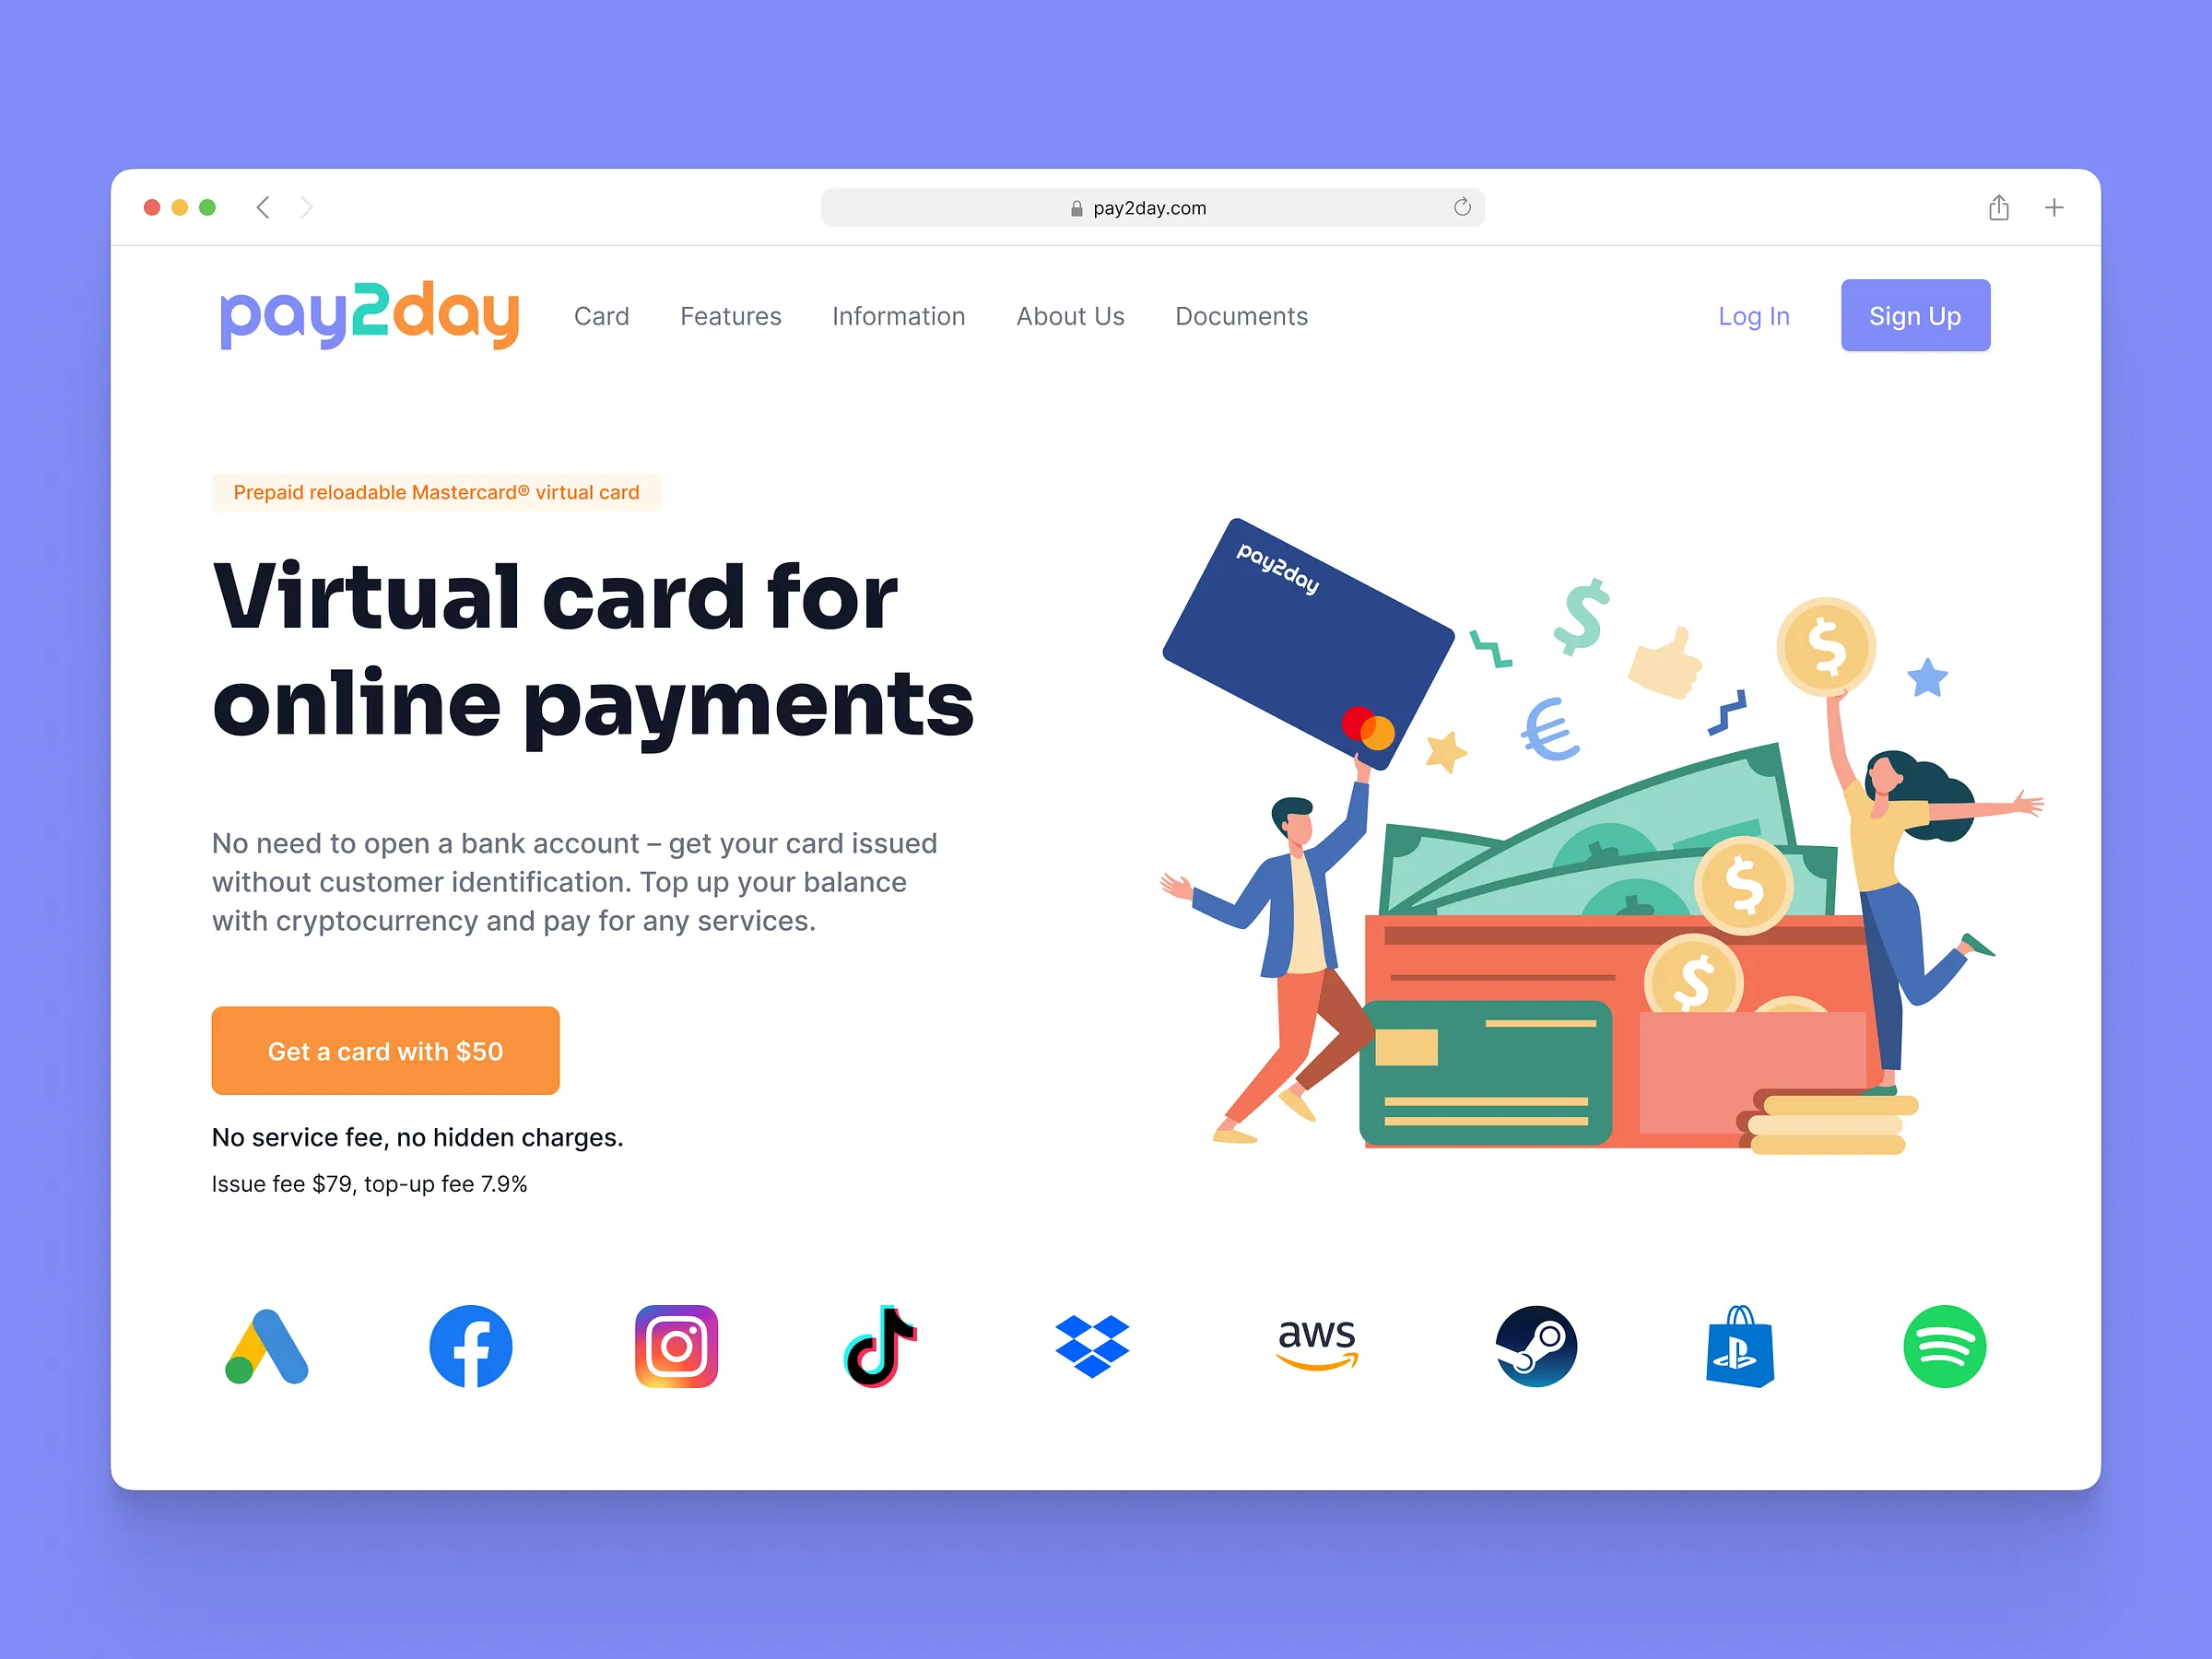 pay2day.com
pay2day
Card Features Information About Us Documents Log In Sign Up
Prepaid reloadable Mastercard® virtual card
Virtual card for
online payments
No need to open a bank account – get your card issued
without customer identification. Top up your balance
with cryptocurrency and pay for any services.
Get a card with $50
No service fee, no hidden charges.
Issue fee $79, top-up fee 7.9%
pay2day
$
€
$
$
$
aws